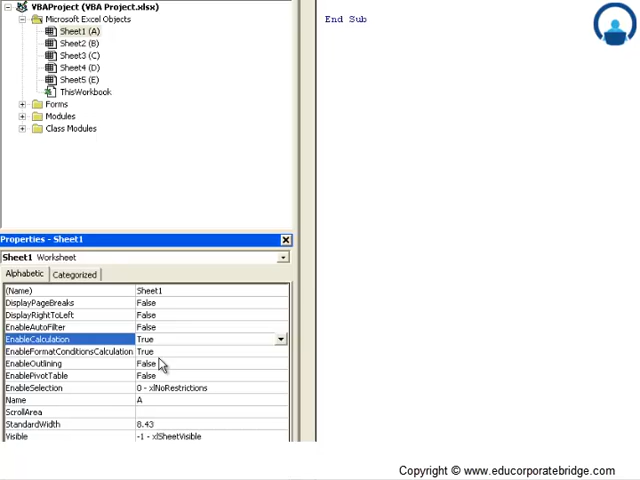 VBAProject (VBA Project.xlsx)
Microsoft Excel Objects
Sheet1 (A)
Sheet2 (B)
Sheet3 (C)
Sheet4 (D)
Sheet5 (E)
ThisWorkbook
Forms
Modules
Class Modules
End Sub
Properties - Sheet1
Sheet1 Worksheet
Alphabetic Categorized
(Name) Sheet1
DisplayPageBreaks False
DisplayRightToLeft False
EnableAutoFilter False
EnableCalculation True
EnableFormatConditionsCalculation True
EnableOutlining False
EnablePivotTable False
EnableSelection 0 - xlNoRestrictions
Name A
ScrollArea
StandardWidth 8.43
Visible -1 - xlSheetVisible
Copyright © www.educorporatebridge.com/